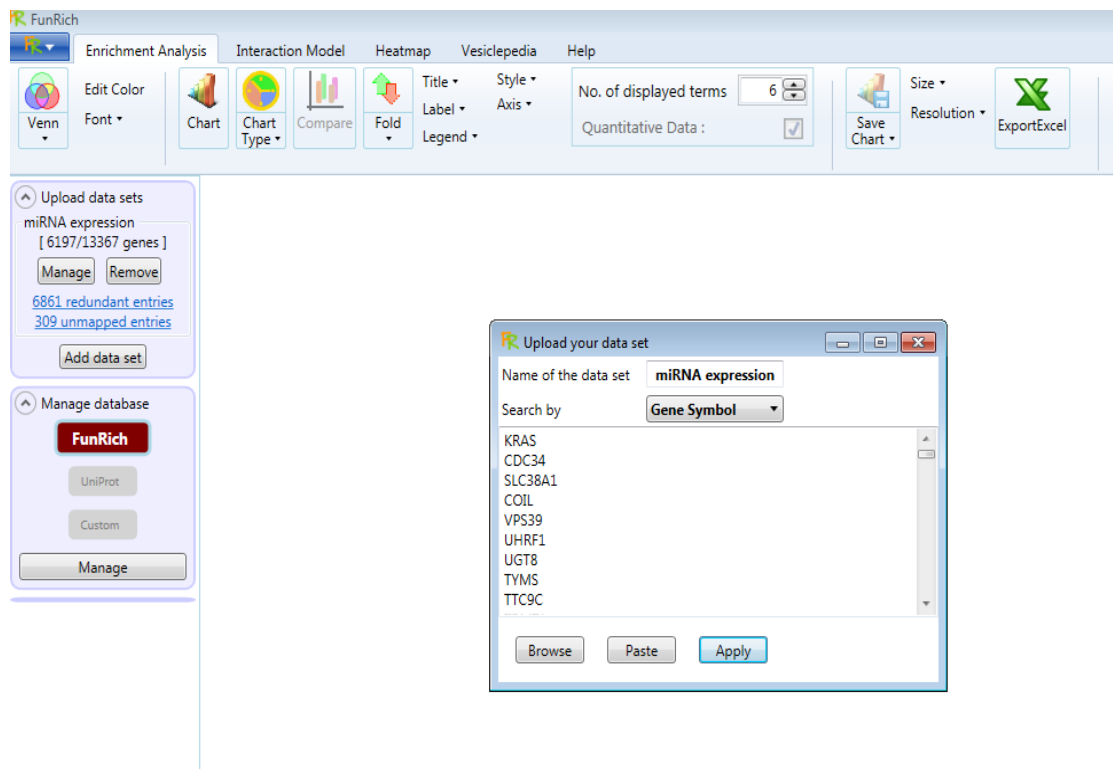 FunRich
Enrichment Analysis Interaction Model Heatmap Vesiclepedia Help
Venn
Edit Color
Font
Chart
Chart
Type
Compare
Fold
Title
Label
Legend
Style
Axis
No. of displayed terms 6
Quantitative Data :
Save
Chart
Size
Resolution
ExportExcel
Upload data sets
miRNA expression
[ 6197/13367 genes ]
Manage Remove
6861 redundant entries
309 unmapped entries
Add data set
Manage database
FunRich
UniProt
Custom
Manage
Upload your data set
Name of the data set miRNA expression
Search by Gene Symbol
KRAS
CDC34
SLC38A1
COIL
VPS39
UHRF1
UGT8
TYMS
TTC9C
Browse Paste Apply